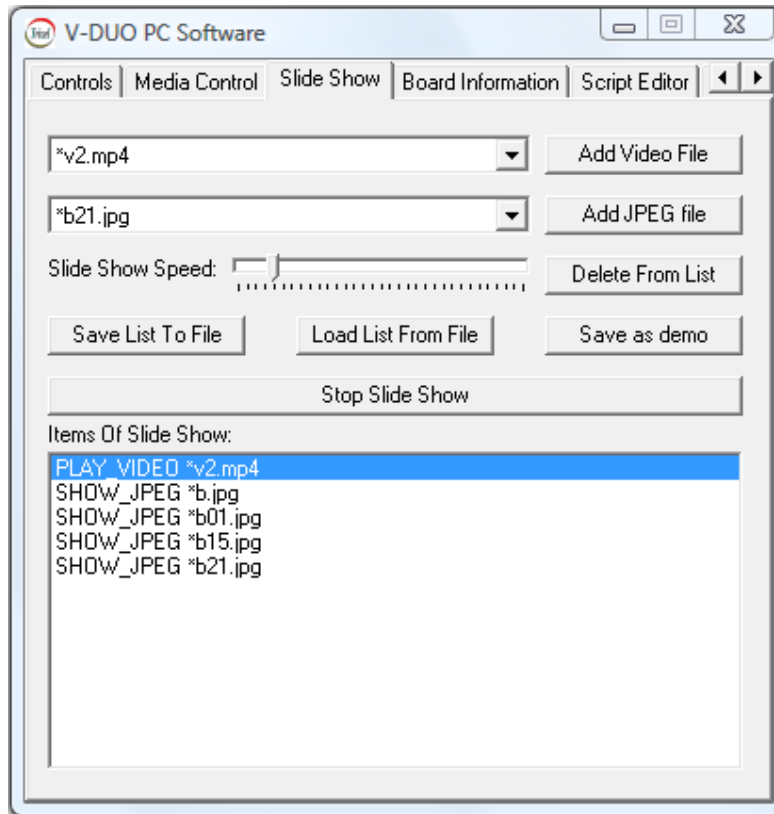 V-DUO PC Software
Controls Media Control Slide Show Board Information Script Editor
*v2.mp4 Add Video File
*b21.jpg Add JPEG file
Slide Show Speed: Delete From List
Save List To File Load List From File Save as demo
Stop Slide Show
Items Of Slide Show:
PLAY_VIDEO *v2.mp4
SHOW_JPEG *b.jpg
SHOW_JPEG *b01.jpg
SHOW_JPEG *b15.jpg
SHOW_JPEG *b21.jpg